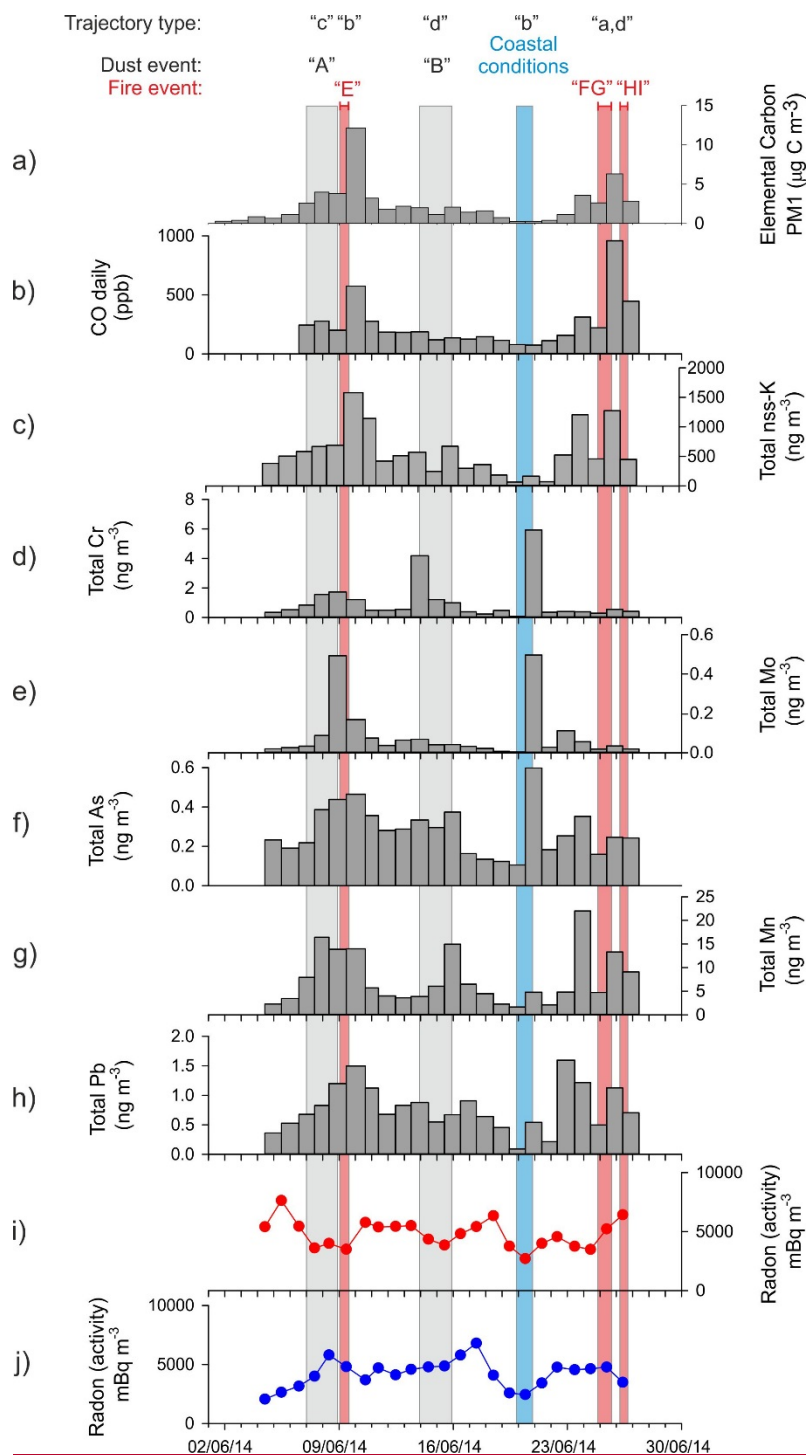 Trajectory type: "c" "b" "d" "b" "a,d"
Coastal
conditions
Dust event: "A" "B"
Fire event: "E" "FG" "HI"
a)
15
10
5
0
Elemental Carbon
PM1 (µg C m-3)
b)
CO daily
(ppb)
1000
500
0
c)
2000
1500
1000
500
0
Total nss-K
(ng m⁻³)
d)
Total Cr
(ng m⁻³)
8
6
4
2
0
e)
0.6
0.4
0.2
0.0
Total Mo
(ng m⁻³)
f)
Total As
(ng m⁻³)
0.6
0.4
0.2
0.0
g)
25
20
15
10
5
0
Total Mn
(ng m⁻³)
h)
Total Pb
(ng m⁻³)
2.0
1.5
1.0
0.5
0.0
i)
10000
5000
0
Radon (activity)
mBq m⁻³
j)
Radon (activity)
mBq m⁻³
10000
5000
0
02/06/14 09/06/14 16/06/14 23/06/14 30/06/14